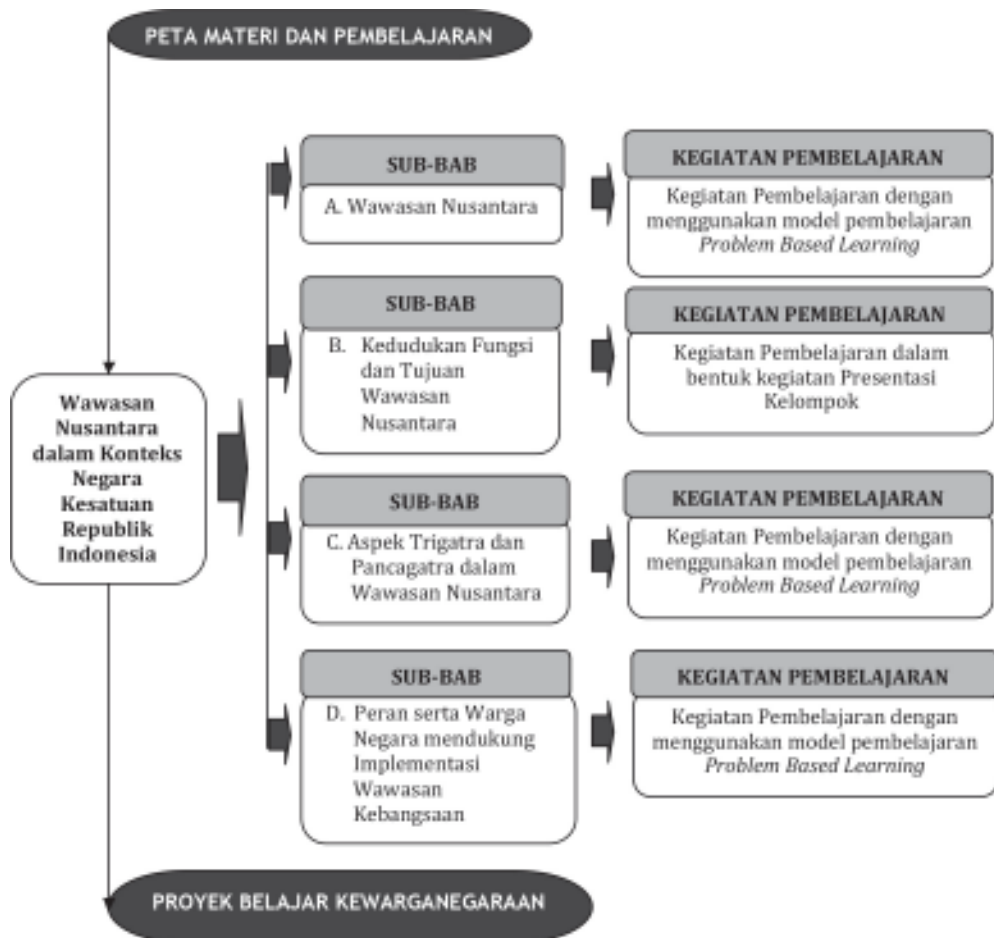 PETA MATERI DAN PEMBELAJARAN
Wawasan
Nusantara
dalam Konteks
Negara
Kesatuan
Republik
Indonesia
SUB-BAB
A. Wawasan Nusantara
KEGIATAN PEMBELAJARAN
Kegiatan Pembelajaran dengan
menggunakan model pembelajaran
Problem Based Learning
SUB-BAB
B. Kedudukan Fungsi
dan Tujuan
Wawasan
Nusantara
KEGIATAN PEMBELAJARAN
Kegiatan Pembelajaran dalam
bentuk kegiatan Presentasi
Kelompok
SUB-BAB
C. Aspek Trigatra dan
Pancagatra dalam
Wawasan Nusantara
KEGIATAN PEMBELAJARAN
Kegiatan Pembelajaran dengan
menggunakan model pembelajaran
Problem Based Learning
SUB-BAB
D. Peran serta Warga
Negara mendukung
Implementasi
Wawasan
Kebangsaan
KEGIATAN PEMBELAJARAN
Kegiatan Pembelajaran dengan
menggunakan model pembelajaran
Problem Based Learning
PROYEK BELAJAR KEWARGANEGARAAN